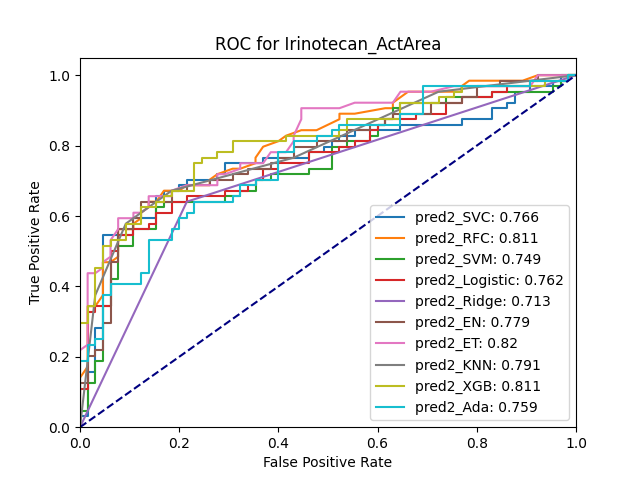 ROC for Irinotecan_ActArea
1.0
0.8
0.6
0.4
0.2
0.0
True Positive Rate
pred2_SVC: 0.766
pred2_RFC: 0.811
pred2_SVM: 0.749
pred2_Logistic: 0.762
pred2_Ridge: 0.713
pred2_EN: 0.779
pred2_ET: 0.82
pred2_KNN: 0.791
pred2_XGB: 0.811
pred2_Ada: 0.759
0.0 0.2 0.4 0.6 0.8 1.0
False Positive Rate